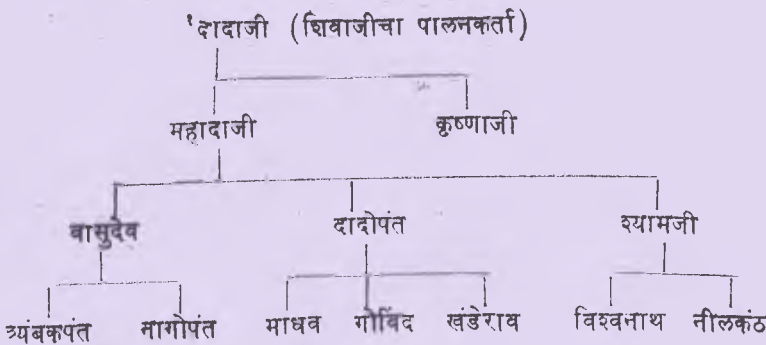 'दादाजी (शिवाजीचा पालनकर्ता)
महादाजी कृष्णाजी
वासुदेव दादोपंत श्यामजी
त्र्यंबकपंत नागोपंत माधव गोविंद खंडेराव विश्वनाथ नीलकंठ